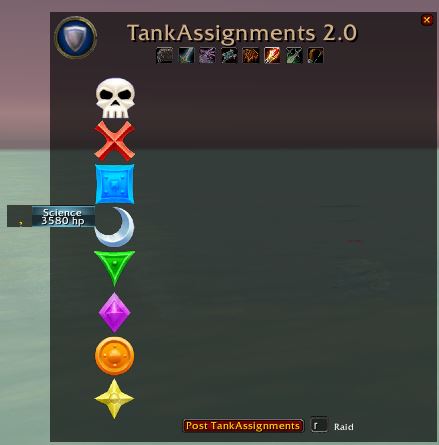 TankAssignments 2.0
Science
3580 hp
Post TankAssignments
r
Raid